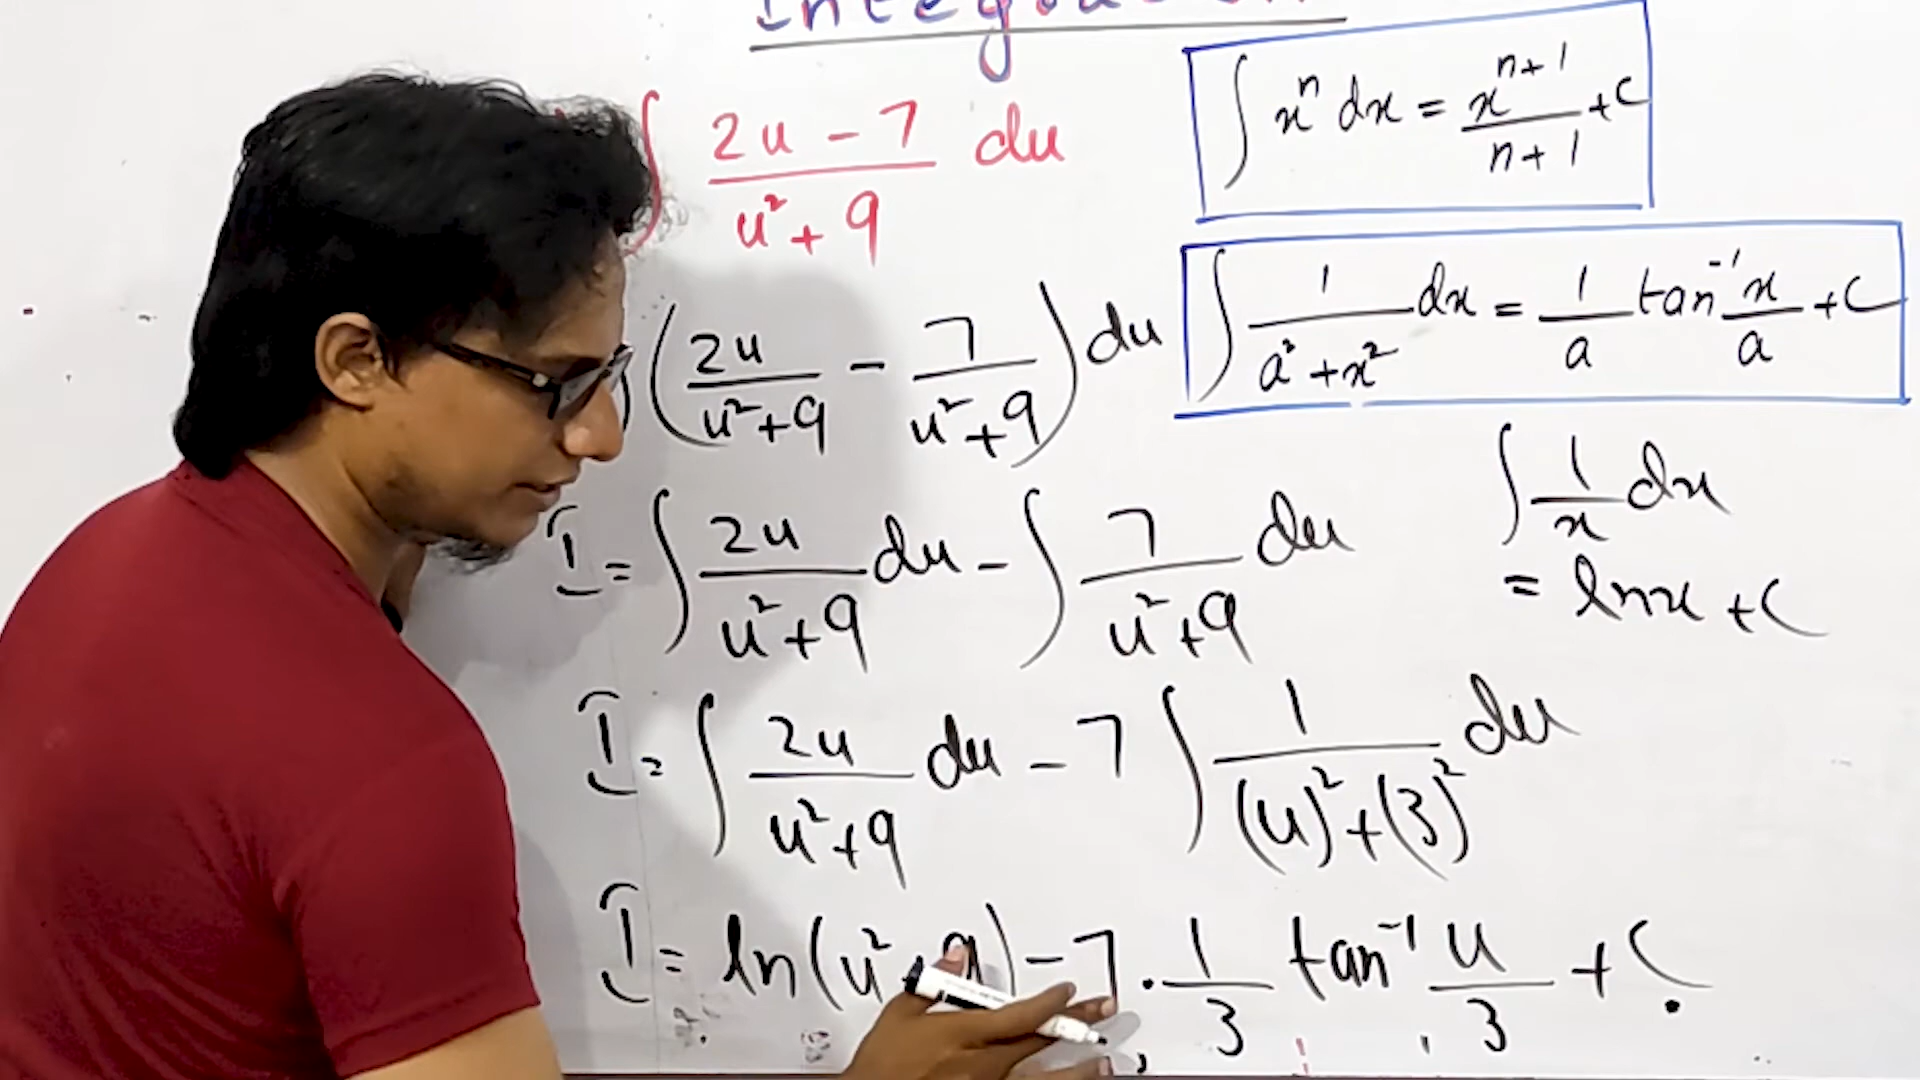 Integration
∫ (2u - 7)/(u² + 9) du
(2u/(u²+9) - 7/(u²+9)) du
I = ∫ 2u/(u²+9) du - ∫ 7/(u²+9) du
I = ∫ 2u/(u²+9) du - 7 ∫ 1/((u)²+(3)²) du
I = ln(u²+9) - 7 · 1/3 tan⁻¹ u/3 + C
∫ xⁿ dx = xⁿ⁺¹/(n+1) + C
∫ 1/(a²+x²) dx = 1/a tan⁻¹ x/a + C
∫ 1/x dx
= ln x + C